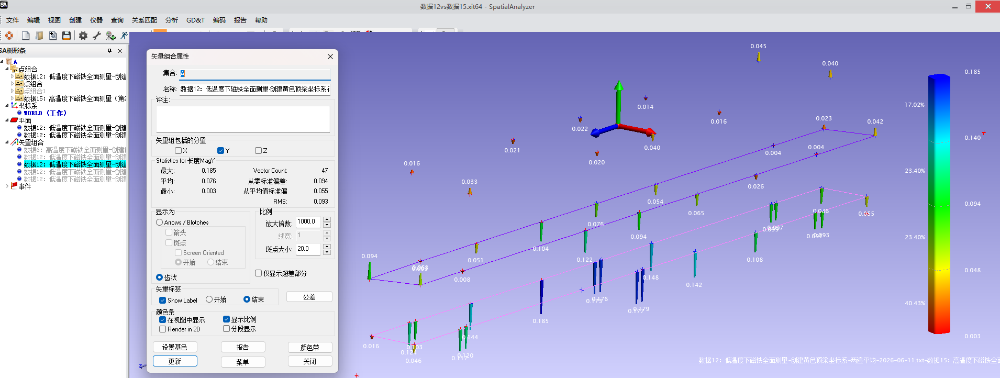 数据12vs数据15.xit64 - SpatialAnalyzer
文件 编辑 视图 创建 仪器 查询 关系匹配 分析 GD&T 编码 报告 帮助
SA树形条
A
点组合
数据12：低温度下磁铁全面测量-创建
点组合
点组合1
数据15：高温度下磁铁全面测量（第2
坐标系
WORLD (工作)
平面
数据12：低温度下磁铁全面测量-创建
数据12：低温度下磁铁全面测量-创建
矢量组合
数据6：高温度下磁铁全面测量-创建
数据12：低温度下磁铁全面测量-创建
数据12：低温度下磁铁全面测量-创建
数据12：低温度下磁铁全面测量-创建
数据12：低温度下磁铁全面测量-创建
事件
矢量组合属性
集合: A
名称: 数据12：低温度下磁铁全面测量-创建黄色顶梁坐标系-
评注:
矢量组包括的分量
X Y Z
Statistics for 长度MagY
最大: 0.185 Vector Count: 47
平均: 0.076 从零标准偏差: 0.094
最小: 0.003 从平均值标准偏 0.055
RMS: 0.093
显示为
Arrows / Blotches
箭头
斑点
Screen Oriented
开始 结束
齿状
比例
放大倍数: 1000.0
线宽: 1
斑点大小: 20.0
仅显示超差部分
矢量标签
Show Label 开始 结束
公差
颜色条
在视图中显示 显示比例
Render in 2D 分段显示
设置基色 报告 颜色带
更新 菜单 关闭
0.045
0.040
0.014
0.016
0.022
0.023
0.042
0.040
0.021
0.020
0.004
0.004
0.016
0.033
0.026
0.054
0.065
0.076
0.086
0.055
0.094
0.097
0.093
0.104
0.122
0.094
0.051
0.108
0.008
0.148
0.142
0.176
0.179
0.185
0.144
0.016
0.103
0.124
0.120
0.046
0.185
17.02%
0.140
23.40%
0.094
23.40%
0.048
40.43%
0.003
数据12：低温度下磁铁全面测量-创建黄色顶梁坐标系-两遍平均-2026-06-11.txt-数据15：高温度下磁铁全面